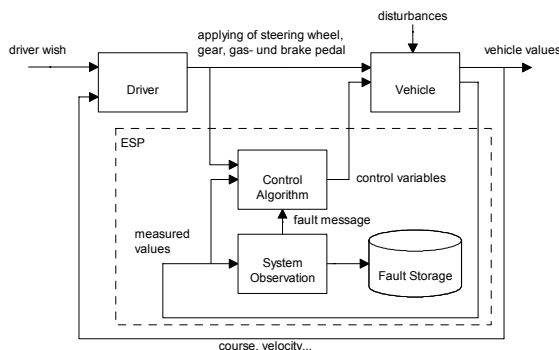 disturbances
applying of steering wheel,
gear, gas- und brake pedal
driver wish
vehicle values
Driver
Vehicle
ESP
Control
Algorithm
control variables
fault message
measured
values
System
Observation
Fault Storage
course, velocity...